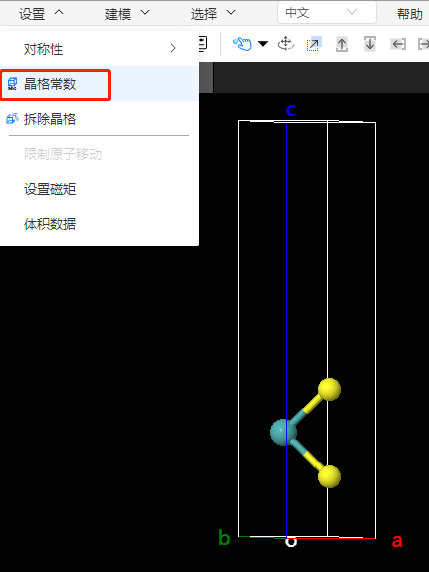 设置 建模 选择 中文 帮助
对称性
晶格常数
拆除晶格
限制原子移动
设置磁矩
体积数据
c
b o a